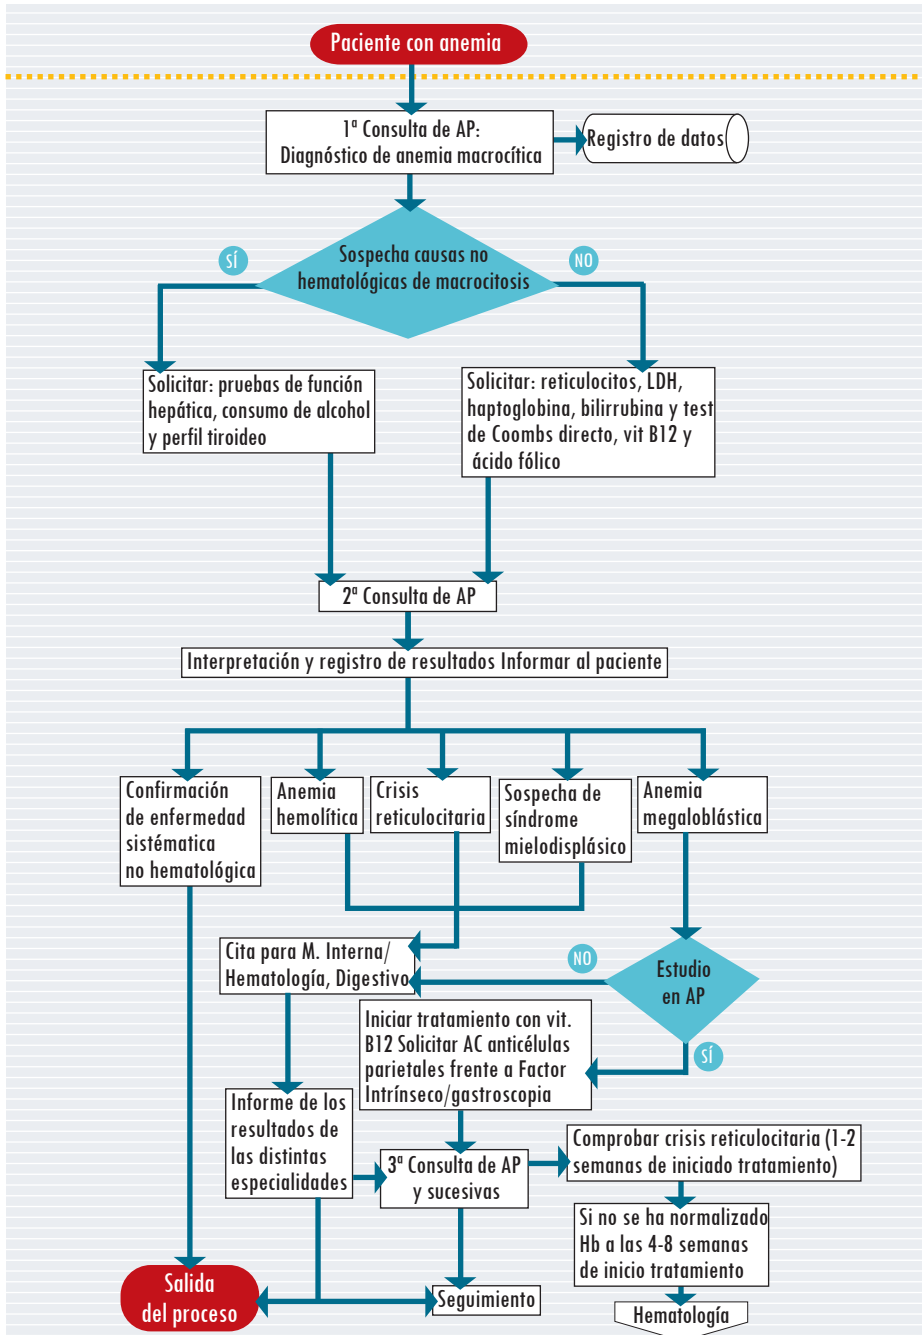 Paciente con anemia
1ª Consulta de AP:
Diagnóstico de anemia macrocítica
Registro de datos
Sospecha causas no
hematológicas de macrocitosis
SÍ
NO
Solicitar: pruebas de función
hepática, consumo de alcohol
y perfil tiroideo
Solicitar: reticulocitos, LDH,
haptoglobina, bilirrubina y test
de Coombs directo, vit B12 y
ácido fólico
2ª Consulta de AP
Interpretación y registro de resultados Informar al paciente
Confirmación
de enfermedad
sistématica
no hematológica
Anemia
hemolítica
Crisis
reticulocitaria
Sospecha de
síndrome
mielodisplásico
Anemia
megaloblástica
Cita para M. Interna/
Hematología, Digestivo
NO
Estudio
en AP
SÍ
Iniciar tratamiento con vit.
B12 Solicitar AC anticélulas
parietales frente a Factor
Intrínseco/gastroscopia
Informe de los
resultados de
las distintas
especialidades
3ª Consulta de AP
y sucesivas
Comprobar crisis reticulocitaria (1-2
semanas de iniciado tratamiento)
Si no se ha normalizado
Hb a las 4-8 semanas
de inicio tratamiento
Salida
del proceso
Seguimiento
Hematología